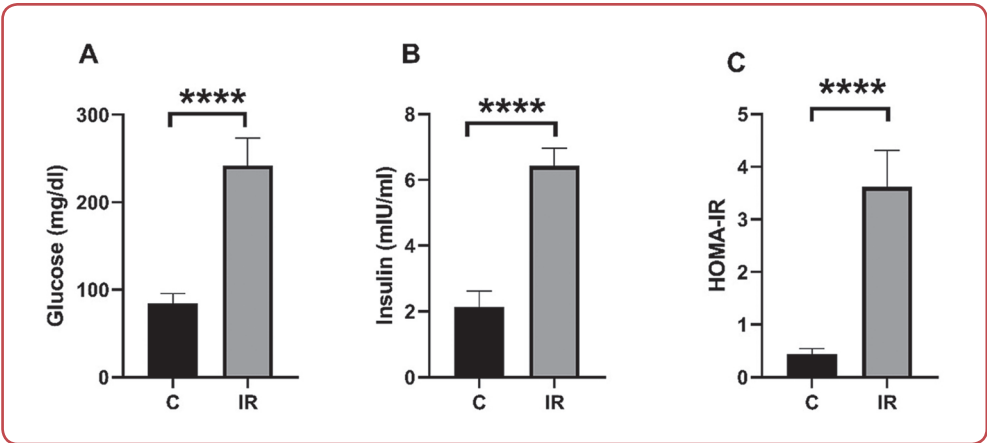 A
****
Glucose (mg/dl)
300
200
100
0
C
IR
B
****
Insulin (mIU/ml)
8
6
4
2
0
C
IR
C
****
HOMA-IR
5
4
3
2
1
0
C
IR